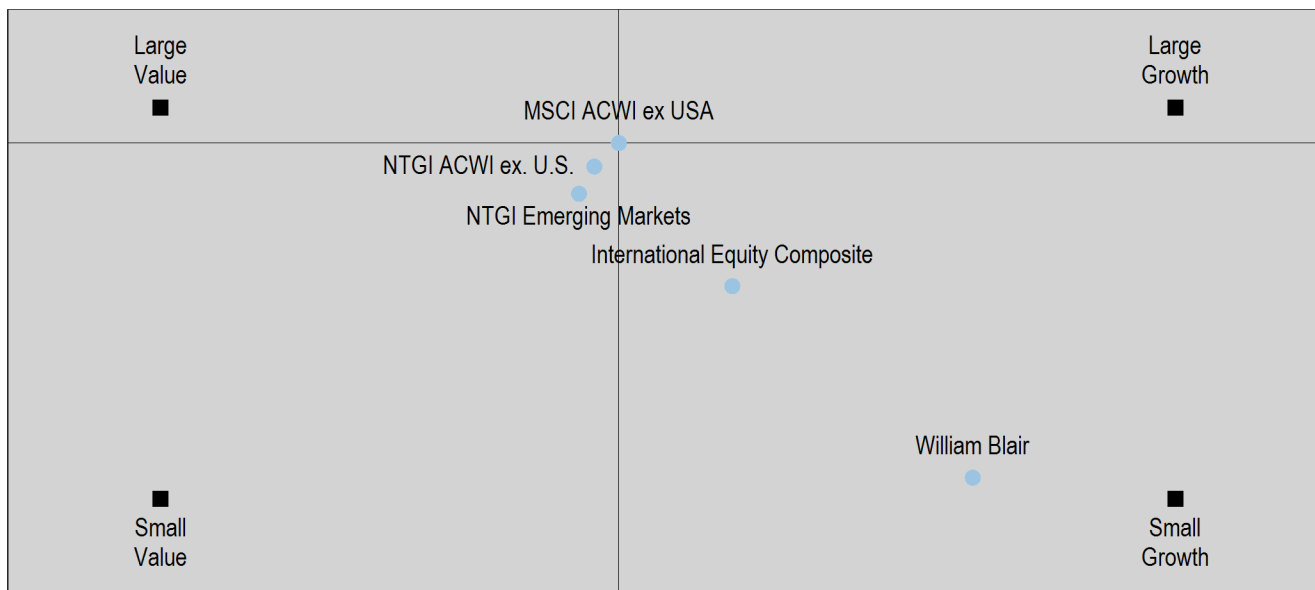 Large
Value
Large
Growth
MSCI ACWI ex USA
NTGI ACWI ex. U.S.
NTGI Emerging Markets
International Equity Composite
William Blair
Small
Value
Small
Growth